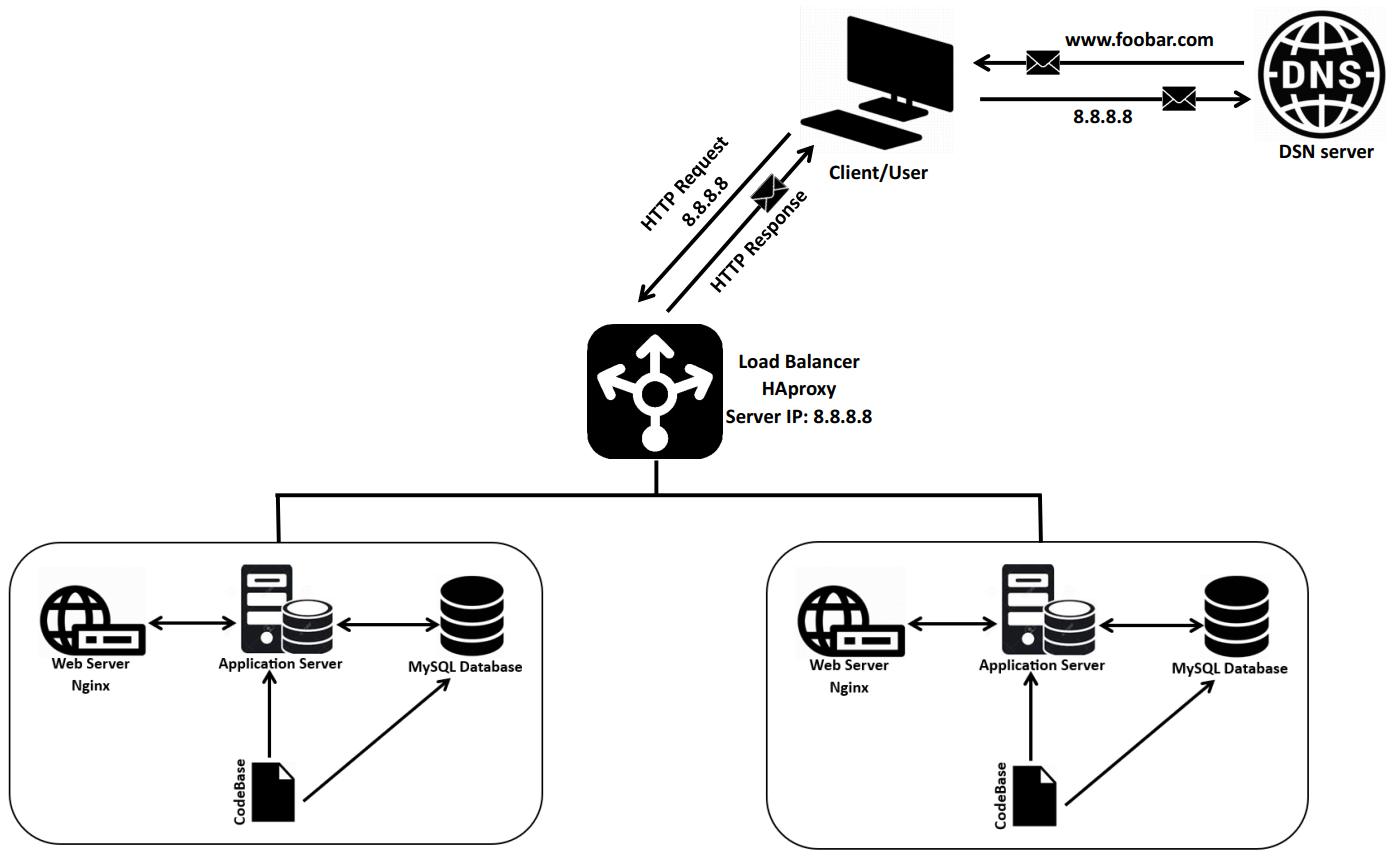 www.foobar.com
DNS
8.8.8.8
DSN server
Client/User
HTTP Request
8.8.8.8
HTTP Response
Load Balancer
HAproxy
Server IP: 8.8.8.8
Web Server
Nginx
Application Server
MySQL Database
CodeBase
Web Server
Nginx
Application Server
MySQL Database
CodeBase